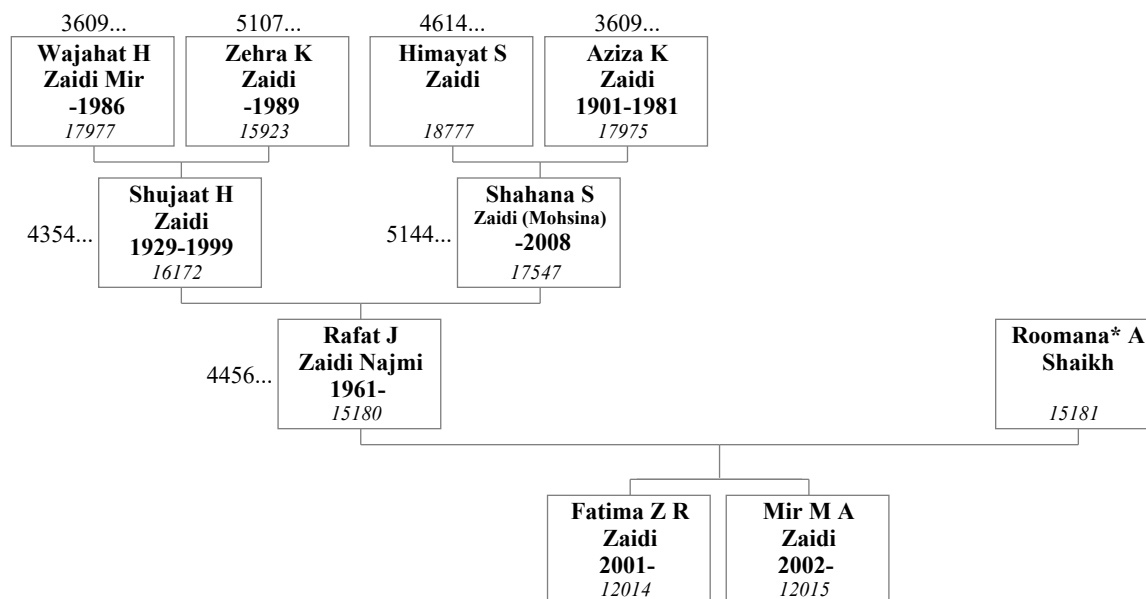 3609...
5107...
4614...
3609...
Wajahat H
Zaidi Mir
-1986
17977
Zehra K
Zaidi
-1989
15923
Himayat S
Zaidi
18777
Aziza K
Zaidi
1901-1981
17975
4354...
Shujaat H
Zaidi
1929-1999
16172
5144...
Shahana S
Zaidi (Mohsina)
-2008
17547
4456...
Rafat J
Zaidi Najmi
1961-
15180
Roomana* A
Shaikh
15181
Fatima Z R
Zaidi
2001-
12014
Mir M A
Zaidi
2002-
12015